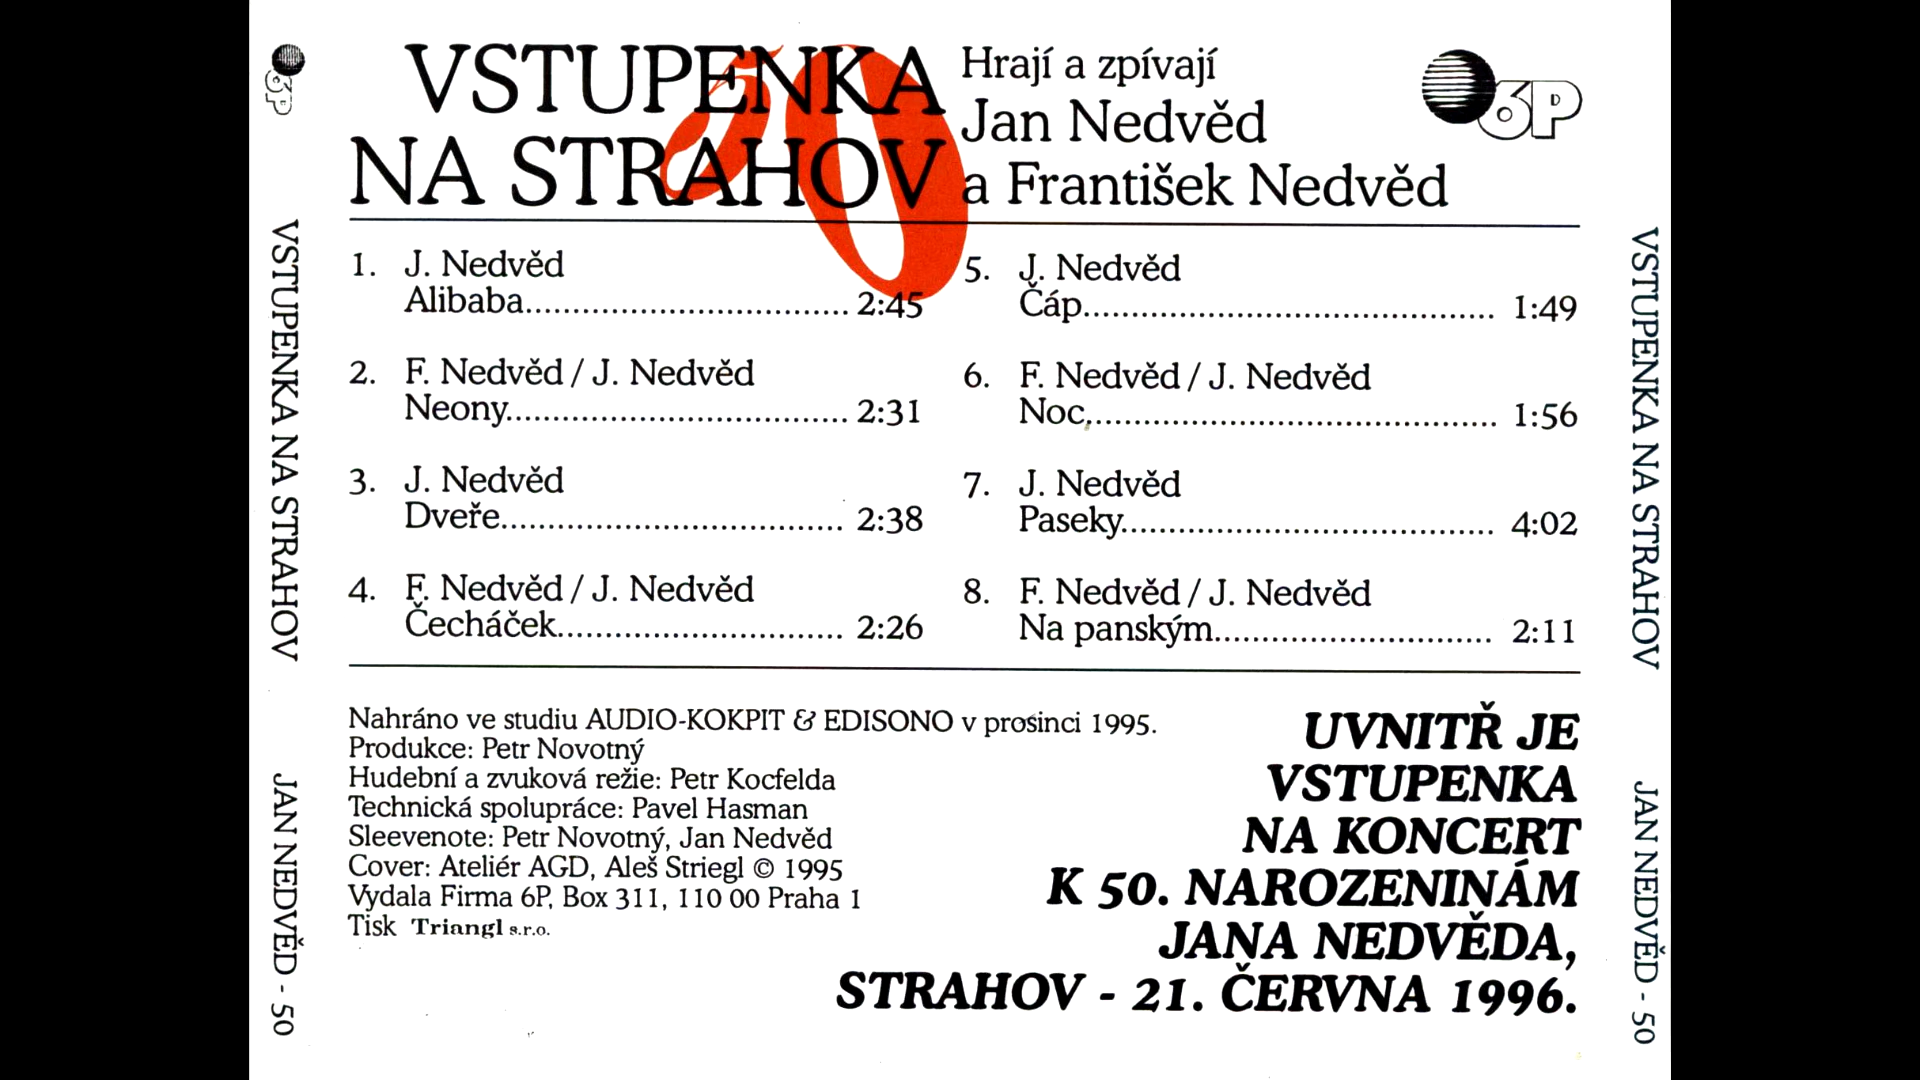 6P
VSTUPENKA NA STRAHOV
JAN NEDVĚD - 50
VSTUPENKA
NA STRAHOV
50
Hrají a zpívají
Jan Nedvěd
a František Nedvěd
6P
1. J. Nedvěd
Alibaba................................. 2:45
2. F. Nedvěd / J. Nedvěd
Neony................................... 2:31
3. J. Nedvěd
Dveře................................... 2:38
4. F. Nedvěd / J. Nedvěd
Čecháček............................. 2:26
5. J. Nedvěd
Čáp.......................................... 1:49
6. F. Nedvěd / J. Nedvěd
Noc.......................................... 1:56
7. J. Nedvěd
Paseky...................................... 4:02
8. F. Nedvěd / J. Nedvěd
Na panským............................ 2:11
Nahráno ve studiu AUDIO-KOKPIT & EDISONO v prosinci 1995.
Produkce: Petr Novotný
Hudební a zvuková režie: Petr Kocfelda
Technická spolupráce: Pavel Hasman
Sleevenote: Petr Novotný, Jan Nedvěd
Cover: Ateliér AGD, Aleš Striegl © 1995
Vydala Firma 6P, Box 311, 110 00 Praha 1
Tisk Triangl s.r.o.
UVNITŘ JE
VSTUPENKA
NA KONCERT
K 50. NAROZENINÁM
JANA NEDVĚDA,
STRAHOV - 21. ČERVNA 1996.
VSTUPENKA NA STRAHOV
JAN NEDVĚD - 50